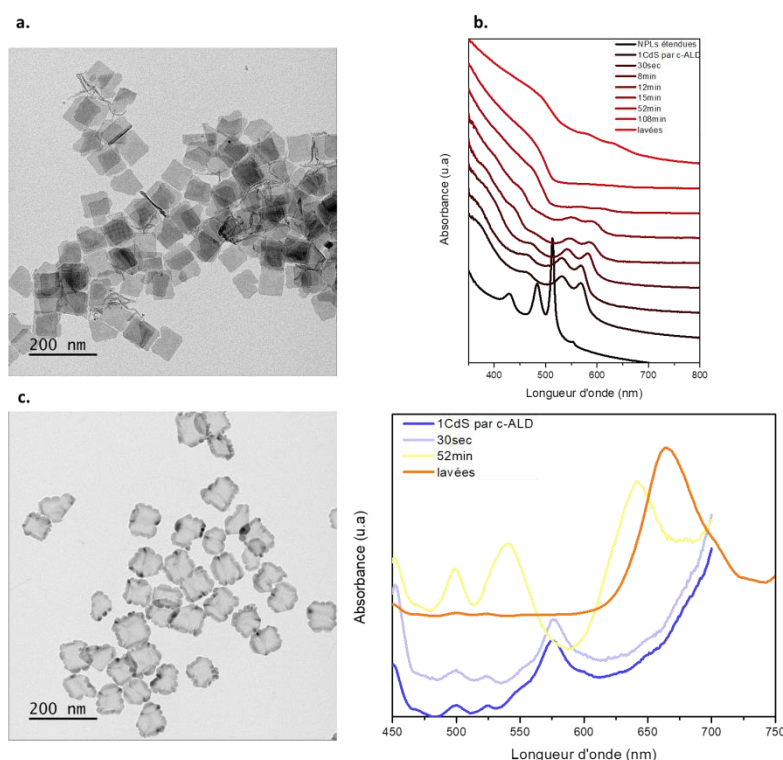 a.
200 nm
b.
NPLs étendues
1CdS par c-ALD
30sec
8min
12min
15min
52min
108min
lavées
Absorbance (u.a)
400 500 600 700 800
Longueur d'onde (nm)
c.
200 nm
1CdS par c-ALD
30sec
52min
lavées
Absorbance (u.a)
450 500 550 600 650 700 750
Longueur d'onde (nm)